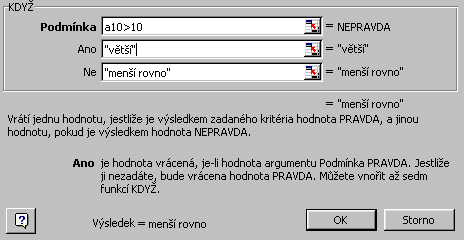 KDYŽ
Podmínka a10>10 = NEPRAVDA
Ano "větší" = "větší"
Ne "menší rovno" = "menší rovno"
= "menší rovno"
Vrátí jednu hodnotu, jestliže je výsledkem zadaného kritéria hodnota PRAVDA, a jinou
hodnotu, pokud je výsledkem hodnota NEPRAVDA.
Ano je hodnota vrácená, je-li hodnota argumentu Podmínka PRAVDA. Jestliže
ji nezadáte, bude vrácena hodnota PRAVDA. Můžete vnořit až sedm
funkcí KDYŽ.
? Výsledek = menší rovno OK Storno